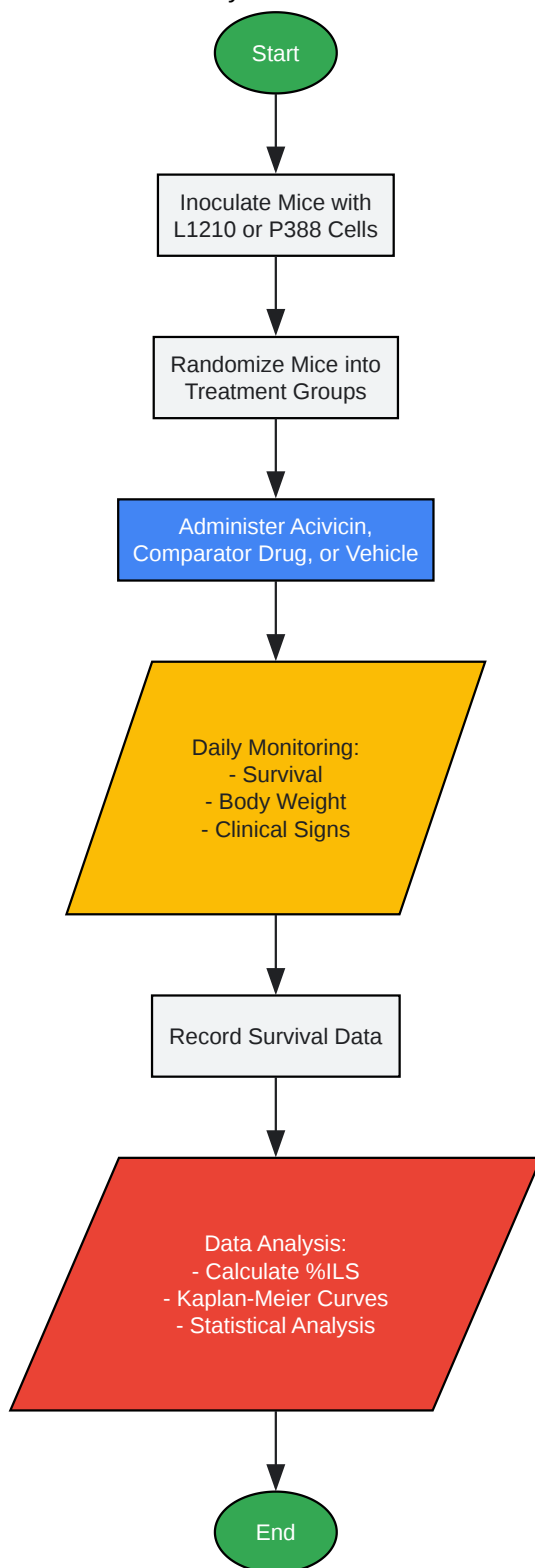 Start
Inoculate Mice with
L1210 or P388 Cells
Randomize Mice into
Treatment Groups
Administer Acivicin,
Comparator Drug, or Vehicle
Daily Monitoring:
- Survival
- Body Weight
- Clinical Signs
Record Survival Data
Data Analysis:
- Calculate %ILS
- Kaplan-Meier Curves
- Statistical Analysis
End